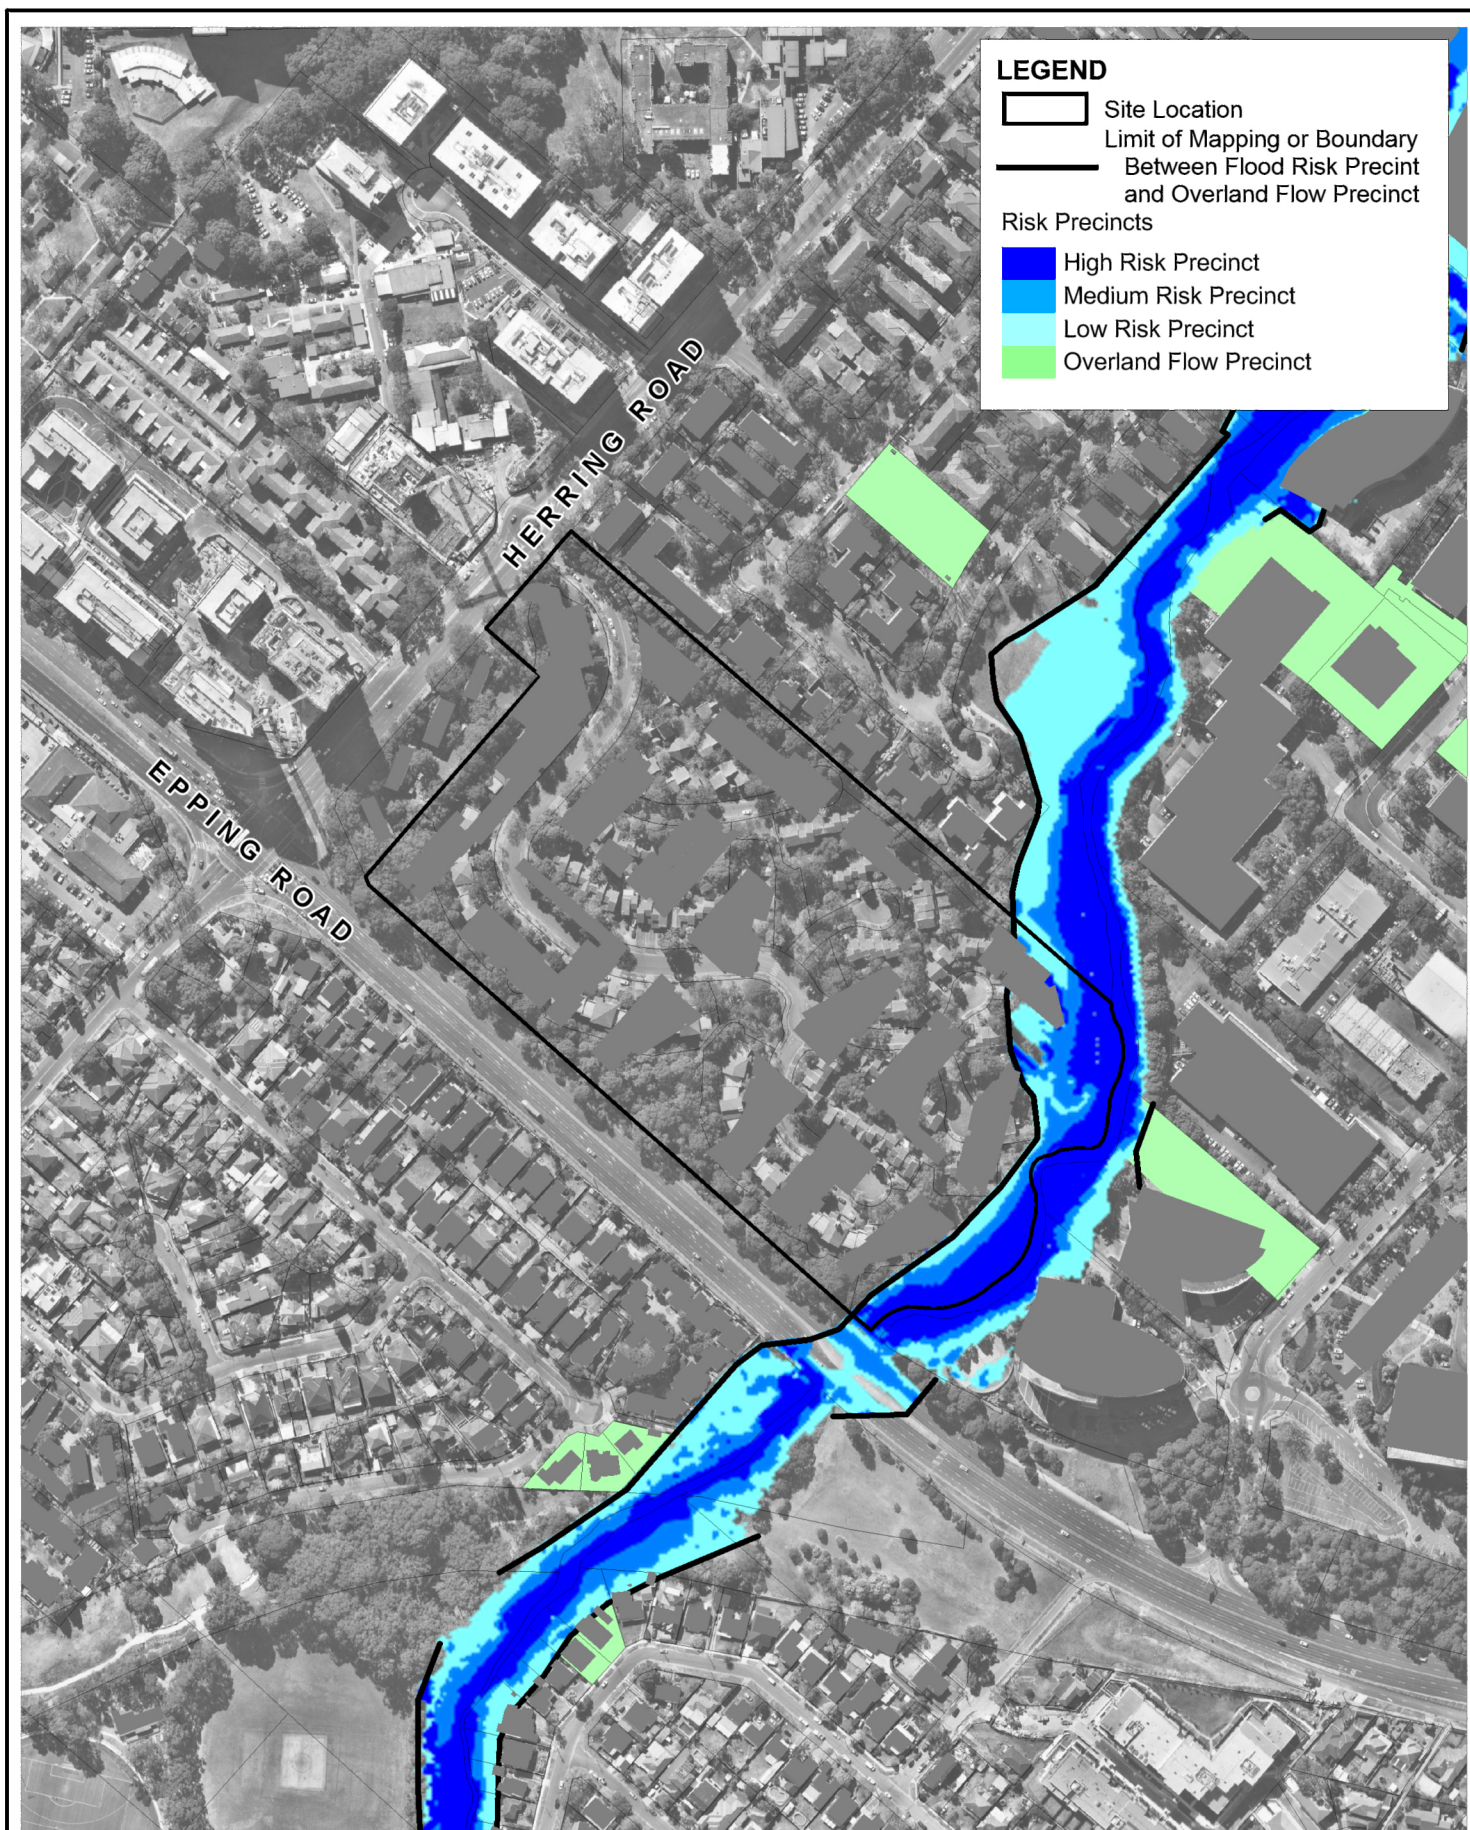 LEGEND
Site Location
Limit of Mapping or Boundary
Between Flood Risk Precint
and Overland Flow Precinct
Risk Precincts
High Risk Precinct
Medium Risk Precinct
Low Risk Precinct
Overland Flow Precinct
HERRING ROAD
EPPING ROAD